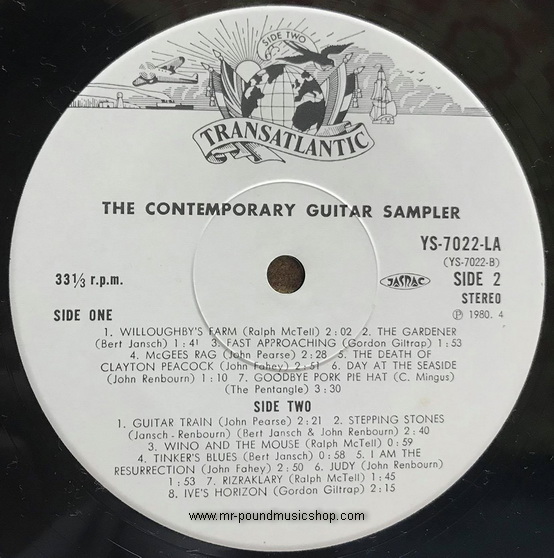 SIDE TWO
TRANSATLANTIC
THE CONTEMPORARY GUITAR SAMPLER
YS-7022-LA
(YS-7022-B)
33 1/3 r.p.m.
JASRAC
SIDE 2
STEREO
SIDE ONE
Ⓟ 1980. 4
1. WILLOUGHBY'S FARM (Ralph McTell) 2:02 2. THE GARDENER
(Bert Jansch) 1:41 3. FAST APPROACHING (Gordon Giltrap) 1:53
4. McGEES RAG (John Pearse) 2:28 5. THE DEATH OF
CLAYTON PEACOCK (John Fahey) 2:51 6. DAY AT THE SEASIDE
(John Renbourn) 1:10 7. GOODBYE PORK PIE HAT (C. Mingus)
(The Pentangle) 3:30
SIDE TWO
1. GUITAR TRAIN (John Pearse) 2:21 2. STEPPING STONES
(Jansch-Renbourn) (Bert Jansch & John Renbourn) 2:40
3. WINO AND THE MOUSE (Ralph McTell) 0:59
4. TINKER'S BLUES (Bert Jansch) 0:58 5. I AM THE
RESURRECTION (John Fahey) 2:50 6. JUDY (John Renbourn)
1:53 7. RIZRAKLARY (Ralph McTell) 1:45
8. IVE'S HORIZON (Gordon Giltrap) 2:15
www.mr-poundmusicshop.com